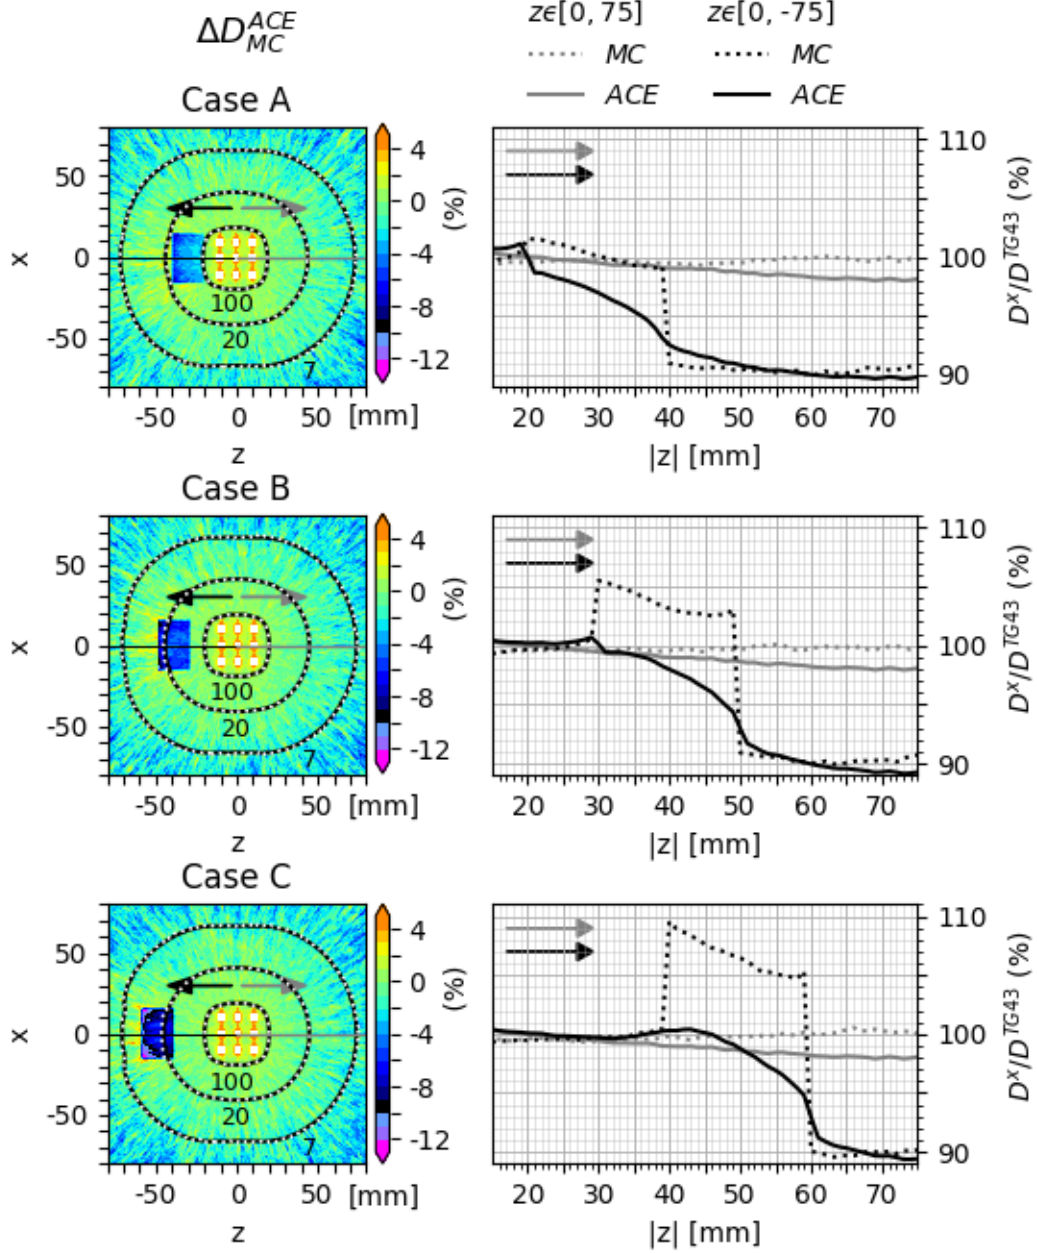 ΔD_{MC}^{ACE}
zϵ[0, 75] zϵ[0, -75]
MC MC
ACE ACE
Case A
50
0
-50
x
100
20
7
-50 0 50 [mm]
z
4
0
-4
-8
-12
(%)
110
100
90
D^x/D^{TG43} (%)
20 30 40 50 60 70
|z| [mm]
Case B
50
0
-50
x
100
20
7
-50 0 50 [mm]
z
4
0
-4
-8
-12
(%)
110
100
90
D^x/D^{TG43} (%)
20 30 40 50 60 70
|z| [mm]
Case C
50
0
-50
x
100
20
7
-50 0 50 [mm]
z
4
0
-4
-8
-12
(%)
110
100
90
D^x/D^{TG43} (%)
20 30 40 50 60 70
|z| [mm]